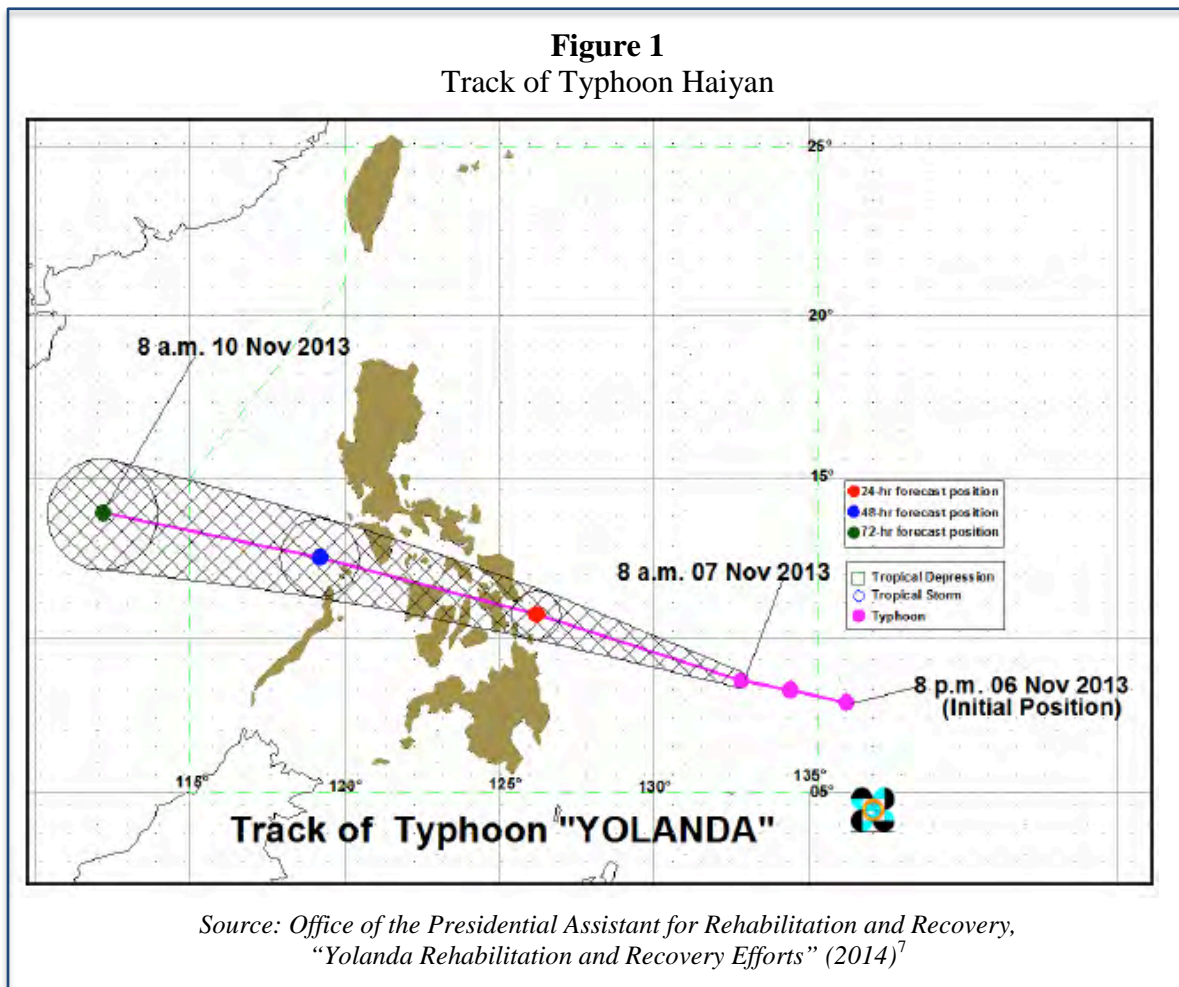 Figure 1
Track of Typhoon Haiyan
25°
20°
8 a.m. 10 Nov 2013
15°
24-hr forecast position
48-hr forecast position
72-hr forecast position
8 a.m. 07 Nov 2013
Tropical Depression
Tropical Storm
Typhoon
8 p.m. 06 Nov 2013
(Initial Position)
115°
120°
125°
130°
135°
05°
Track of Typhoon "YOLANDA"
Source: Office of the Presidential Assistant for Rehabilitation and Recovery,
“Yolanda Rehabilitation and Recovery Efforts” (2014)7